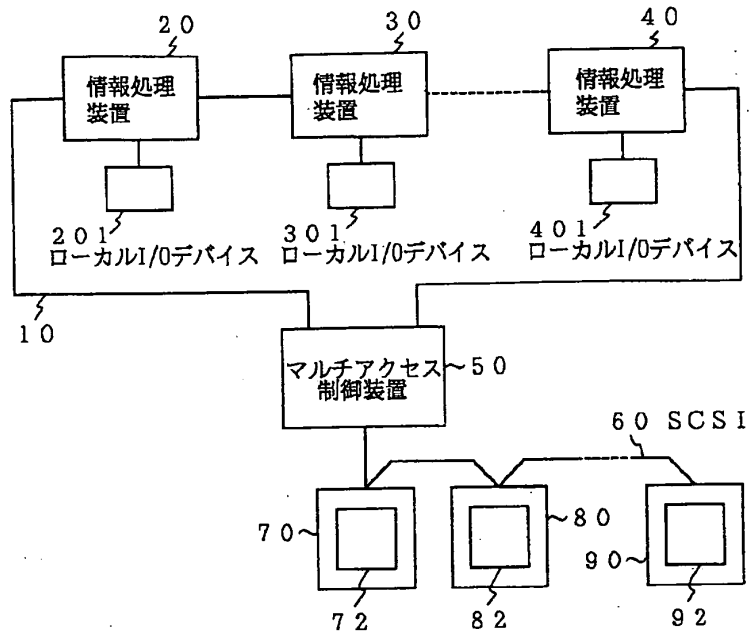 20
30
40
情報処理
装置
情報処理
装置
情報処理
装置
201
ローカルI/Oデバイス
301
ローカルI/Oデバイス
401
ローカルI/Oデバイス
10
マルチアクセス
制御装置
50
60 SCSI
70
80
90
72
82
92